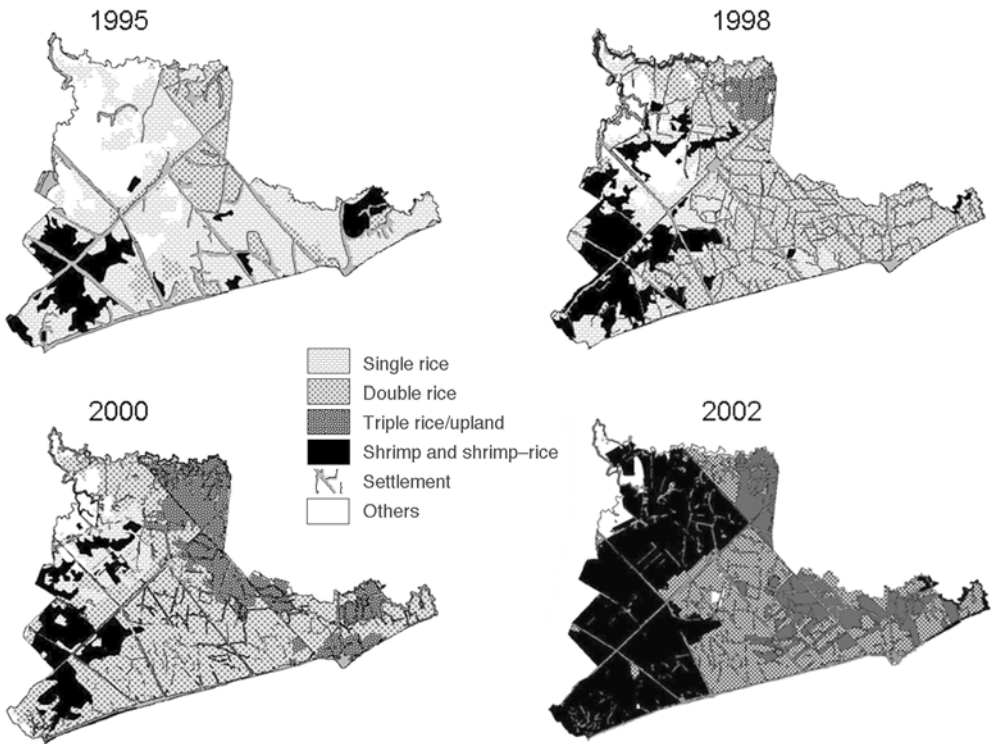 1995
1998
Single rice
Double rice
Triple rice/upland
Shrimp and shrimp–rice
Settlement
Others
2000
2002